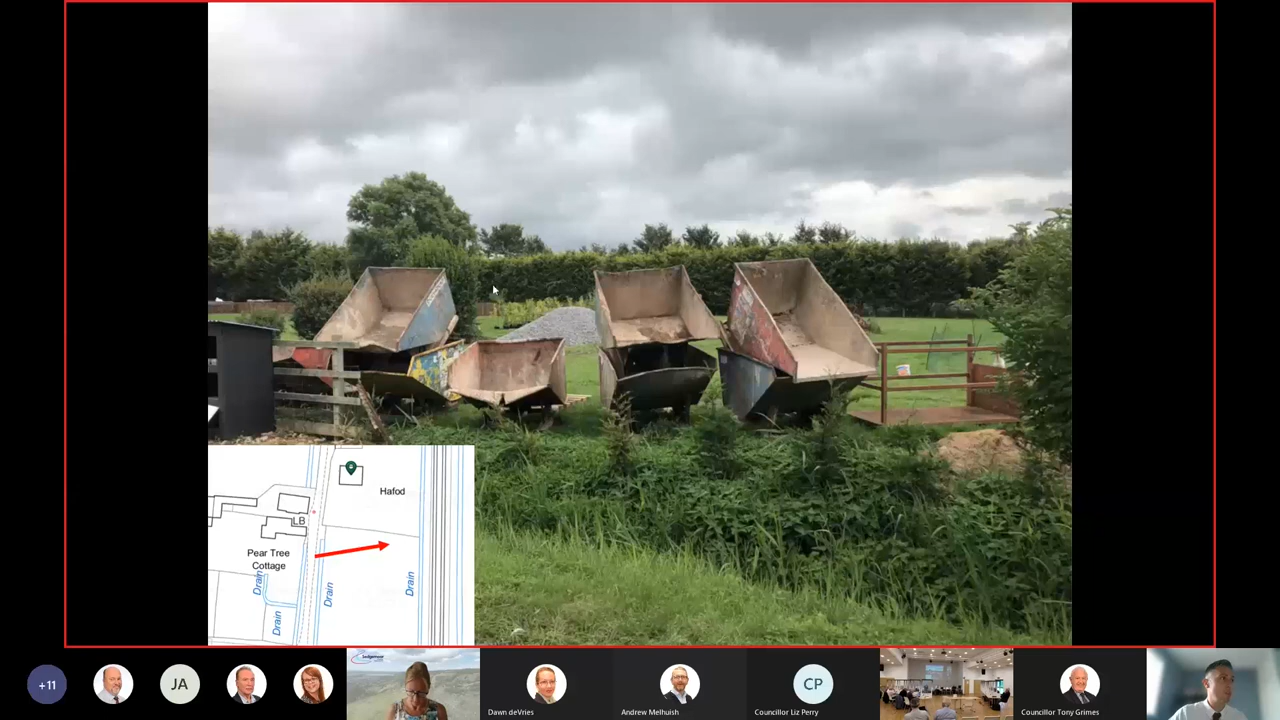 Hafod
LB
Pear Tree
Cottage
Drain
Drain
Drain
Drain
+11
JA
Sedgemoor
Dawn deVries
Andrew Melhuish
CP
Councillor Liz Perry
Councillor Tony Grimes